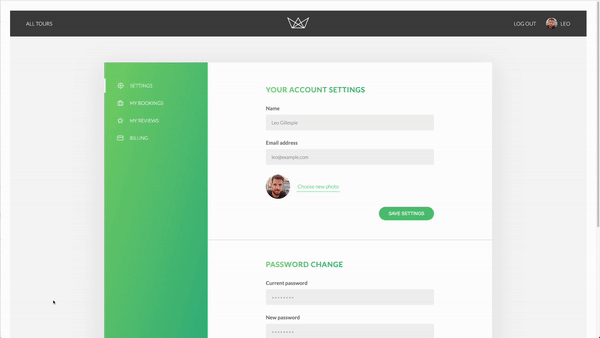 ALL TOURS
LOG OUT
LEO
SETTINGS
MY BOOKINGS
MY REVIEWS
BILLING
YOUR ACCOUNT SETTINGS
Name
Leo Gillespie
Email address
leo@example.com
Choose new photo
SAVE SETTINGS
PASSWORD CHANGE
Current password
••••••••
New password
••••••••